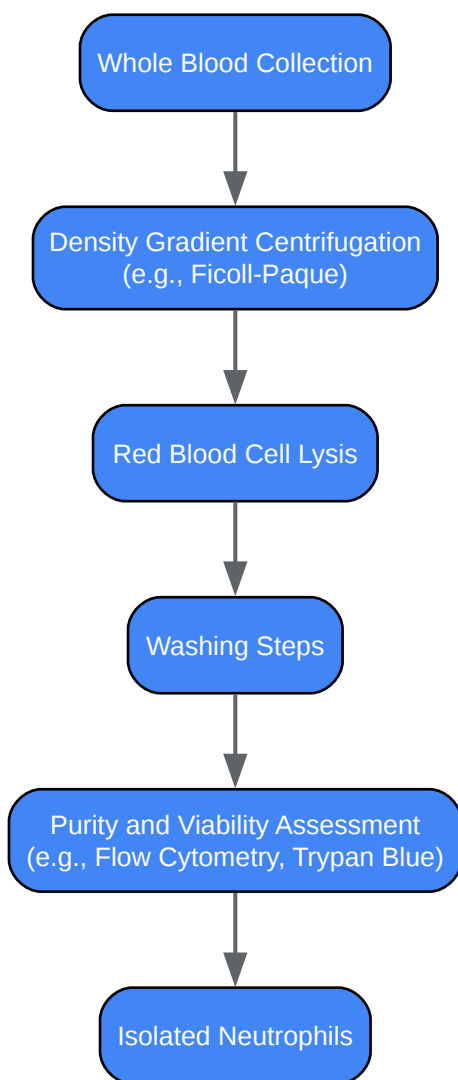 Whole Blood Collection
Density Gradient Centrifugation
(e.g., Ficoll-Paque)
Red Blood Cell Lysis
Washing Steps
Purity and Viability Assessment
(e.g., Flow Cytometry, Trypan Blue)
Isolated Neutrophils